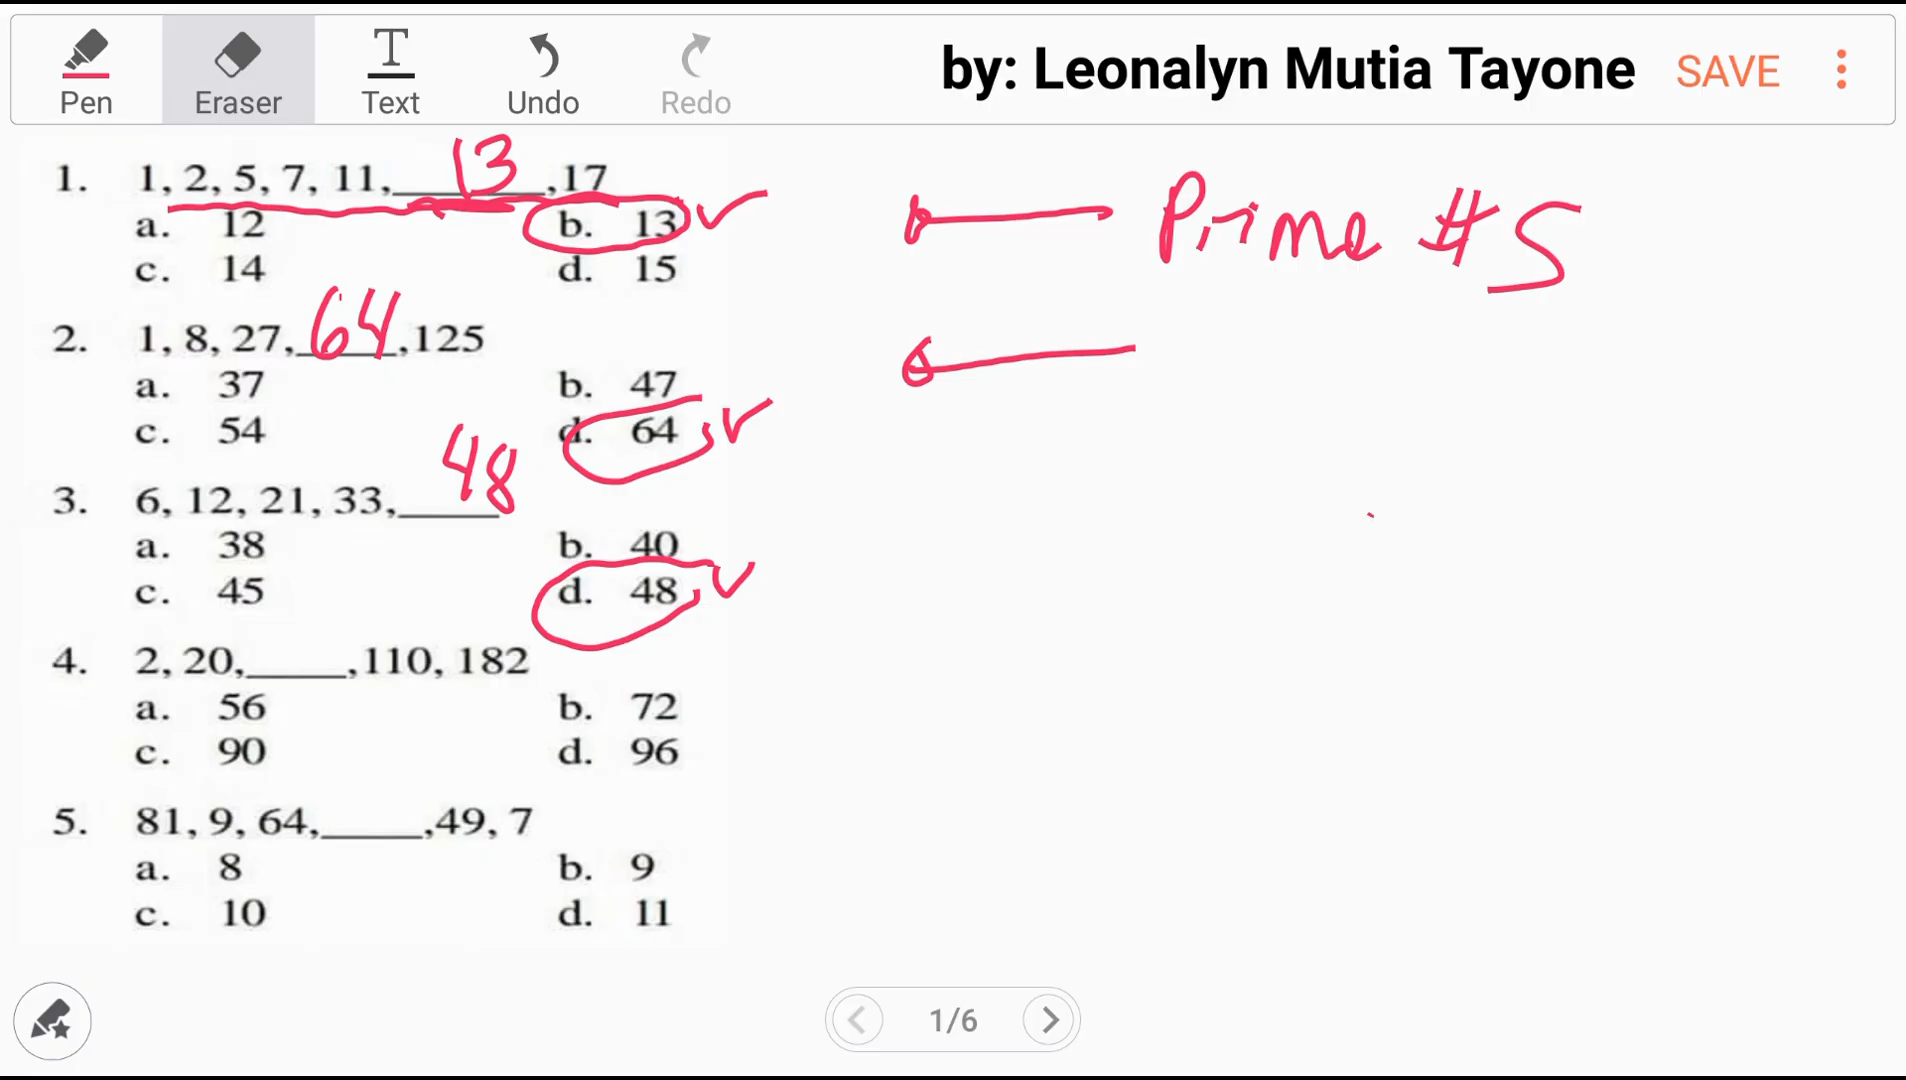 Pen Eraser Text Undo Redo by: Leonalyn Mutia Tayone SAVE
1. 1, 2, 5, 7, 11, 13 ,17
a. 12 b. 13
c. 14 d. 15
Prime #s
2. 1, 8, 27, 64 ,125
a. 37 b. 47
c. 54 d. 64
3. 6, 12, 21, 33, 48
a. 38 b. 40
c. 45 d. 48
4. 2, 20,_____,110, 182
a. 56 b. 72
c. 90 d. 96
5. 81, 9, 64,_____,49, 7
a. 8 b. 9
c. 10 d. 11
1/6